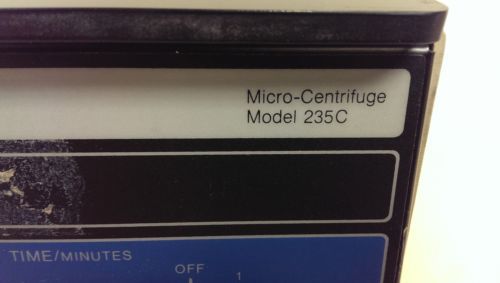 Micro-Centrifuge
Model 235C
TIME/MINUTES
OFF
1